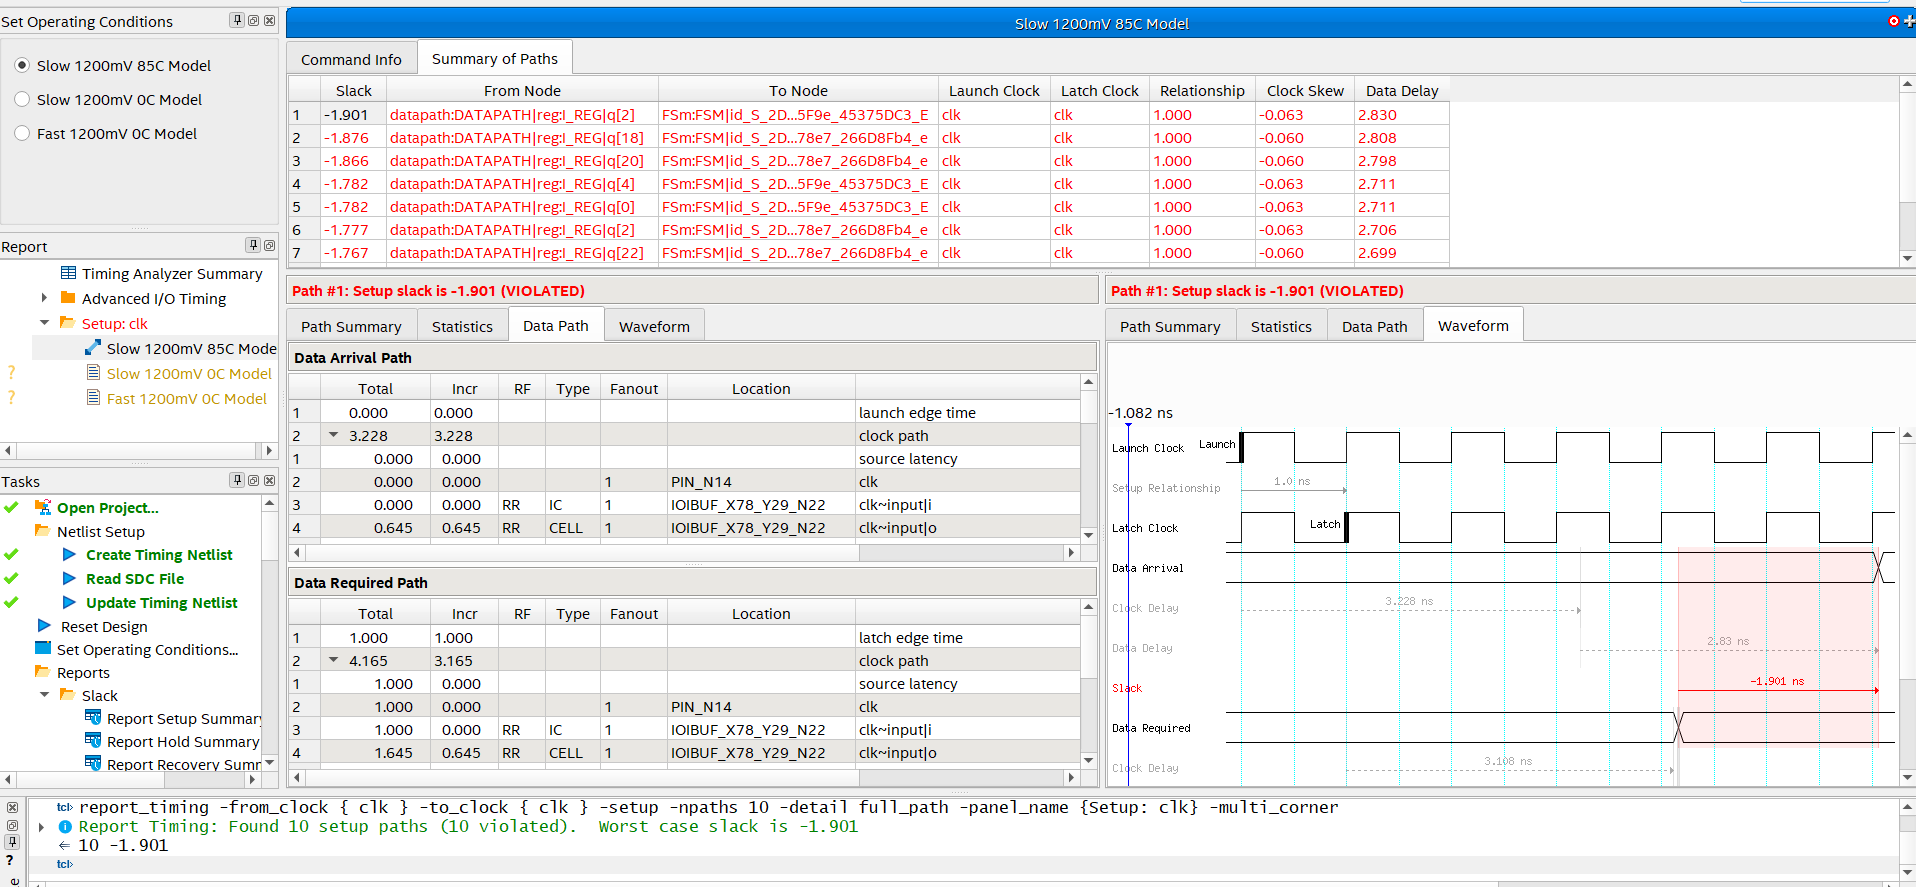 Set Operating Conditions
Slow 1200mV 85C Model
Slow 1200mV 0C Model
Fast 1200mV 0C Model
Report
Timing Analyzer Summary
Advanced I/O Timing
Setup: clk
Slow 1200mV 85C Mode
? Slow 1200mV 0C Model
? Fast 1200mV 0C Model
Tasks
Open Project...
Netlist Setup
Create Timing Netlist
Read SDC File
Update Timing Netlist
Reset Design
Set Operating Conditions...
Reports
Slack
Report Setup Summary
Report Hold Summary
Report Recovery Summ
Slow 1200mV 85C Model
Command Info Summary of Paths
Slack From Node To Node Launch Clock Latch Clock Relationship Clock Skew Data Delay
1 -1.901 datapath:DATAPATH|reg:I_REG|q[2] FSm:FSM|id_S_2D...5F9e_45375DC3_E clk clk 1.000 -0.063 2.830
2 -1.876 datapath:DATAPATH|reg:I_REG|q[18] FSm:FSM|id_S_2D...78e7_266D8Fb4_e clk clk 1.000 -0.060 2.808
3 -1.866 datapath:DATAPATH|reg:I_REG|q[20] FSm:FSM|id_S_2D...78e7_266D8Fb4_e clk clk 1.000 -0.060 2.798
4 -1.782 datapath:DATAPATH|reg:I_REG|q[4] FSm:FSM|id_S_2D...5F9e_45375DC3_E clk clk 1.000 -0.063 2.711
5 -1.782 datapath:DATAPATH|reg:I_REG|q[0] FSm:FSM|id_S_2D...5F9e_45375DC3_E clk clk 1.000 -0.063 2.711
6 -1.777 datapath:DATAPATH|reg:I_REG|q[2] FSm:FSM|id_S_2D...78e7_266D8Fb4_e clk clk 1.000 -0.063 2.706
7 -1.767 datapath:DATAPATH|reg:I_REG|q[22] FSm:FSM|id_S_2D...78e7_266D8Fb4_e clk clk 1.000 -0.060 2.699
Path #1: Setup slack is -1.901 (VIOLATED)
Path Summary Statistics Data Path Waveform
Data Arrival Path
Total Incr RF Type Fanout Location
1 0.000 0.000 launch edge time
2 3.228 3.228 clock path
1 0.000 0.000 source latency
2 0.000 0.000 1 PIN_N14 clk
3 0.000 0.000 RR IC 1 IOIBUF_X78_Y29_N22 clk~input|i
4 0.645 0.645 RR CELL 1 IOIBUF_X78_Y29_N22 clk~input|o
Data Required Path
Total Incr RF Type Fanout Location
1 1.000 1.000 latch edge time
2 4.165 3.165 clock path
1 1.000 0.000 source latency
2 1.000 0.000 1 PIN_N14 clk
3 1.000 0.000 RR IC 1 IOIBUF_X78_Y29_N22 clk~input|i
4 1.645 0.645 RR CELL 1 IOIBUF_X78_Y29_N22 clk~input|o
Path #1: Setup slack is -1.901 (VIOLATED)
Path Summary Statistics Data Path Waveform
-1.082 ns
Launch Clock Launch
Setup Relationship 1.0 ns
Latch Clock Latch
Data Arrival
Clock Delay 3.228 ns
Data Delay 2.83 ns
Slack -1.901 ns
Data Required
Clock Delay 3.108 ns
tcl> report_timing -from_clock { clk } -to_clock { clk } -setup -npaths 10 -detail full_path -panel_name {Setup: clk} -multi_corner
Report Timing: Found 10 setup paths (10 violated).  Worst case slack is -1.901
10 -1.901
tcl>
?
e